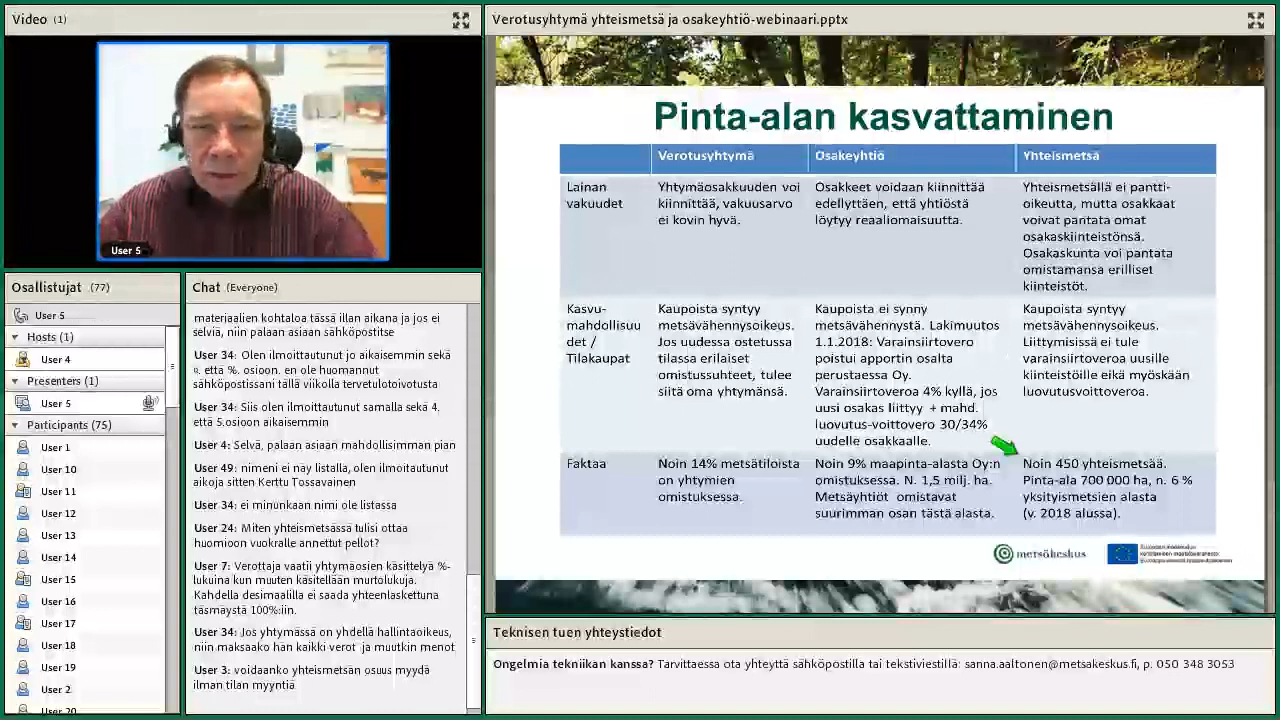 Video (1)
User 5
Osallistujat (77)
User 5
Hosts (1)
User 4
Presenters (1)
User 5
Participants (75)
User 1
User 10
User 11
User 12
User 13
User 14
User 15
User 16
User 17
User 18
User 19
User 2
User 20
Chat (Everyone)
materiaalien kohtaloa tässä illan aikana ja jos ei
selviä, niin palaan asiaan sähköpostitse
User 34: Olen ilmoittautunut jo aikaisemmin sekä
4. että %. osioon. en ole huomannut
sähköpostissani tällä viikolla tervetulotoivotusta
User 34: Siis olen ilmoittautunut samalla sekä 4.
että 5.osioon aikaisemmin
User 4: Selvä, palaan asiaan mahdollisimman pian
User 49: nimeni ei näy listalla, olen ilmoitautunut
aikoja sitten Kerttu Tossavainen
User 34: ei minunkaan nimi ole listassa
User 24: Miten yhteismetsässä tulisi ottaa
huomioon vuokralle annettut pellot?
User 7: Verottaja vaatii yhtymäosien käsittelyä %-
lukuina kun muuten käsitellään murtolukuja.
Kahdella desimaalilla ei saada yhteenlaskettuna
täsmäystä 100%:iin.
User 34: Jos yhtymässä on yhdellä hallintaoikeus,
niin maksaako hän kaikki verot ja muutkin menot
User 3: voidaanko yhteismetsän osuus myydä
ilman tilan myyntiä
Verotusyhtymä yhteismetsä ja osakeyhtiö-webinaari.pptx
Pinta-alan kasvattaminen
Verotusyhtymä
Osakeyhtiö
Yhteismetsä
Lainan
vakuudet
Yhtymäosakkuuden voi
kiinnittää, vakuusarvo
ei kovin hyvä.
Osakkeet voidaan kiinnittää
edellyttäen, että yhtiöstä
löytyy reaaliomaisuutta.
Yhteismetsällä ei pantti-
oikeutta, mutta osakkaat
voivat pantata omat
osakaskiinteistönsä.
Osakaskunta voi pantata
omistamansa erilliset
kiinteistöt.
Kasvu-
mahdollisuu
det /
Tilakaupat
Kaupoista syntyy
metsävähennysoikeus.
Jos uudessa ostetussa
tilassa erilaiset
omistussuhteet, tulee
siitä oma yhtymänsä.
Kaupoista ei synny
metsävähennystä. Lakimuutos
1.1.2018: Varainsiirtovero
poistui apportin osalta
perustaessa Oy.
Varainsiirtoveroa 4% kyllä, jos
uusi osakas liittyy + mahd.
luovutus-voittovero 30/34%
uudelle osakkaalle.
Kaupoista syntyy
metsävähennysoikeus.
Liittymisissä ei tule
varainsiirtoveroa uusille
kiinteistöille eikä myöskään
luovutusvoittoveroa.
Faktaa
Noin 14% metsätiloista
on yhtymien
omistuksessa.
Noin 9% maapinta-alasta Oy:n
omistuksessa. N. 1,5 milj. ha.
Metsäyhtiöt omistavat
suurimman osan tästä alasta.
Noin 450 yhteismetsää.
Pinta-ala 700 000 ha, n. 6 %
yksityismetsien alasta
(v. 2018 alussa).
metsäkeskus
Teknisen tuen yhteystiedot
Ongelmia tekniikan kanssa? Tarvittaessa ota yhteyttä sähköpostilla tai tekstiviestillä: sanna.aaltonen@metsakeskus.fi, p. 050 348 3053